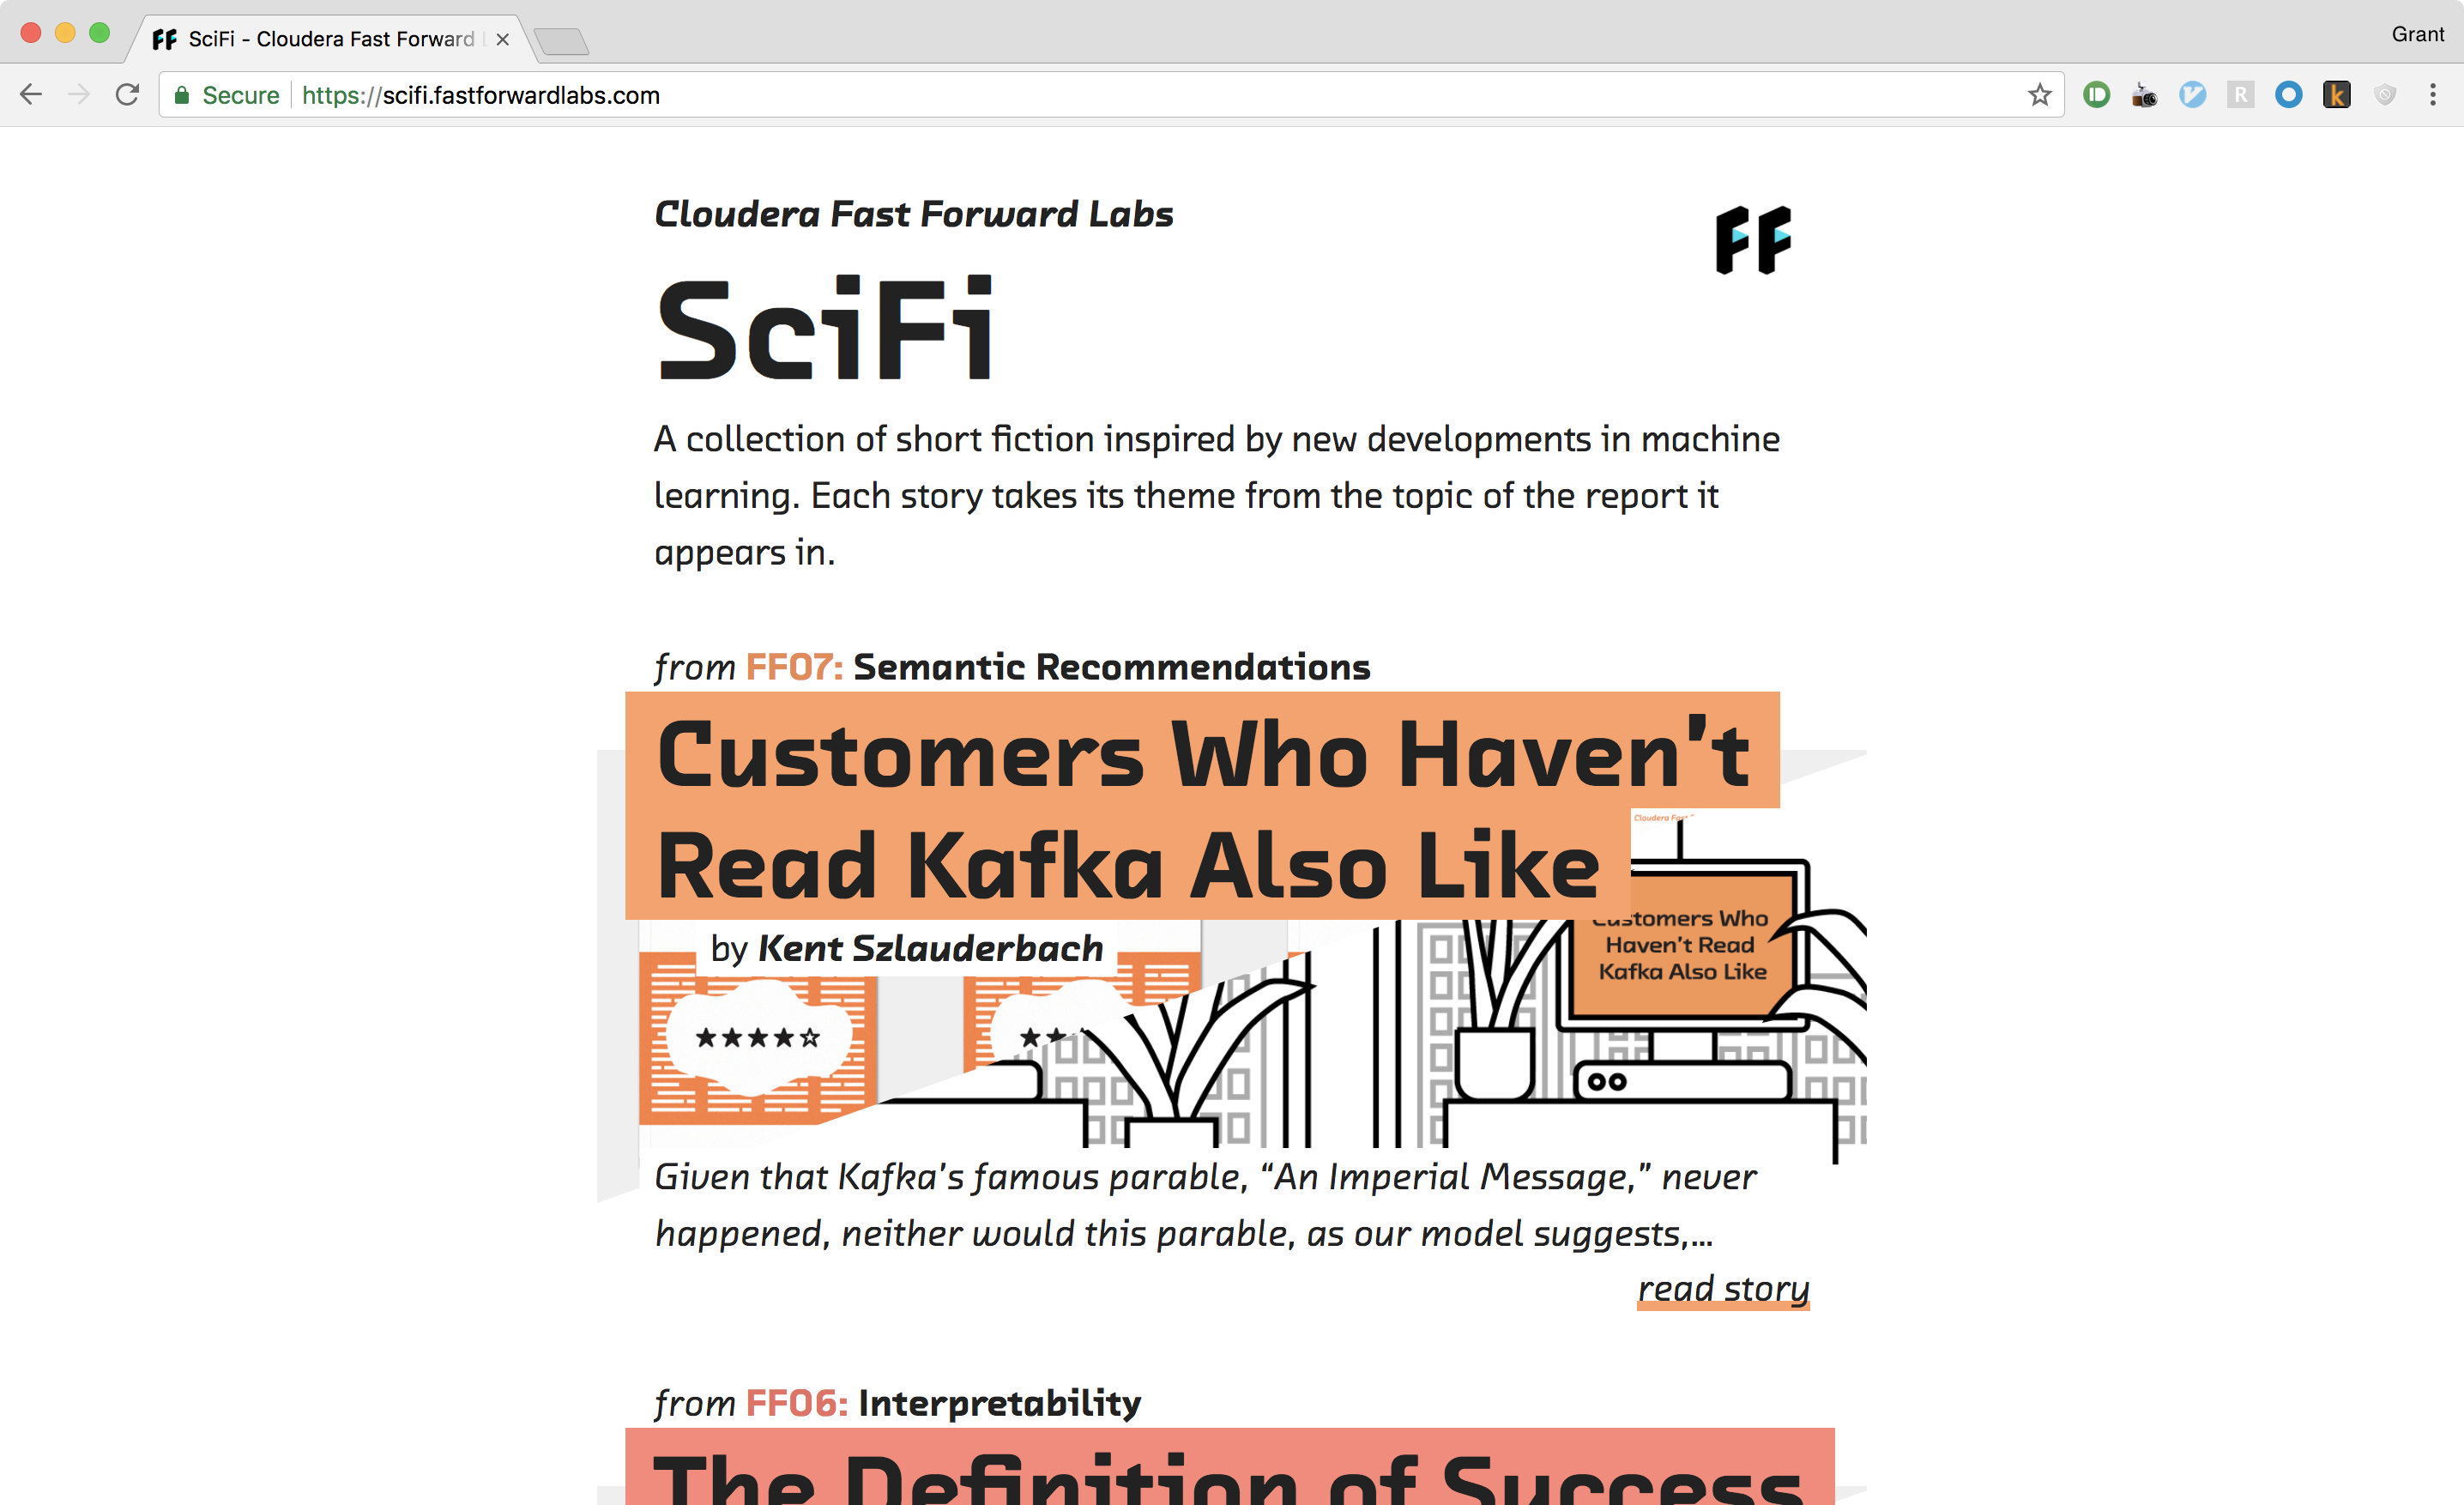 SciFi - Cloudera Fast Forward
Grant
Secure
https://scifi.fastforwardlabs.com
Cloudera Fast Forward Labs
FF
SciFi
A collection of short fiction inspired by new developments in machine
learning. Each story takes its theme from the topic of the report it
appears in.
from FF07: Semantic Recommendations
Customers Who Haven't
Read Kafka Also Like
by Kent Szlauderbach
Cloudera Fast
Customers Who
Haven't Read
Kafka Also Like
Given that Kafka's famous parable, “An Imperial Message,” never
happened, neither would this parable, as our model suggests,...
read story
from FF06: Interpretability
The Definition of Success